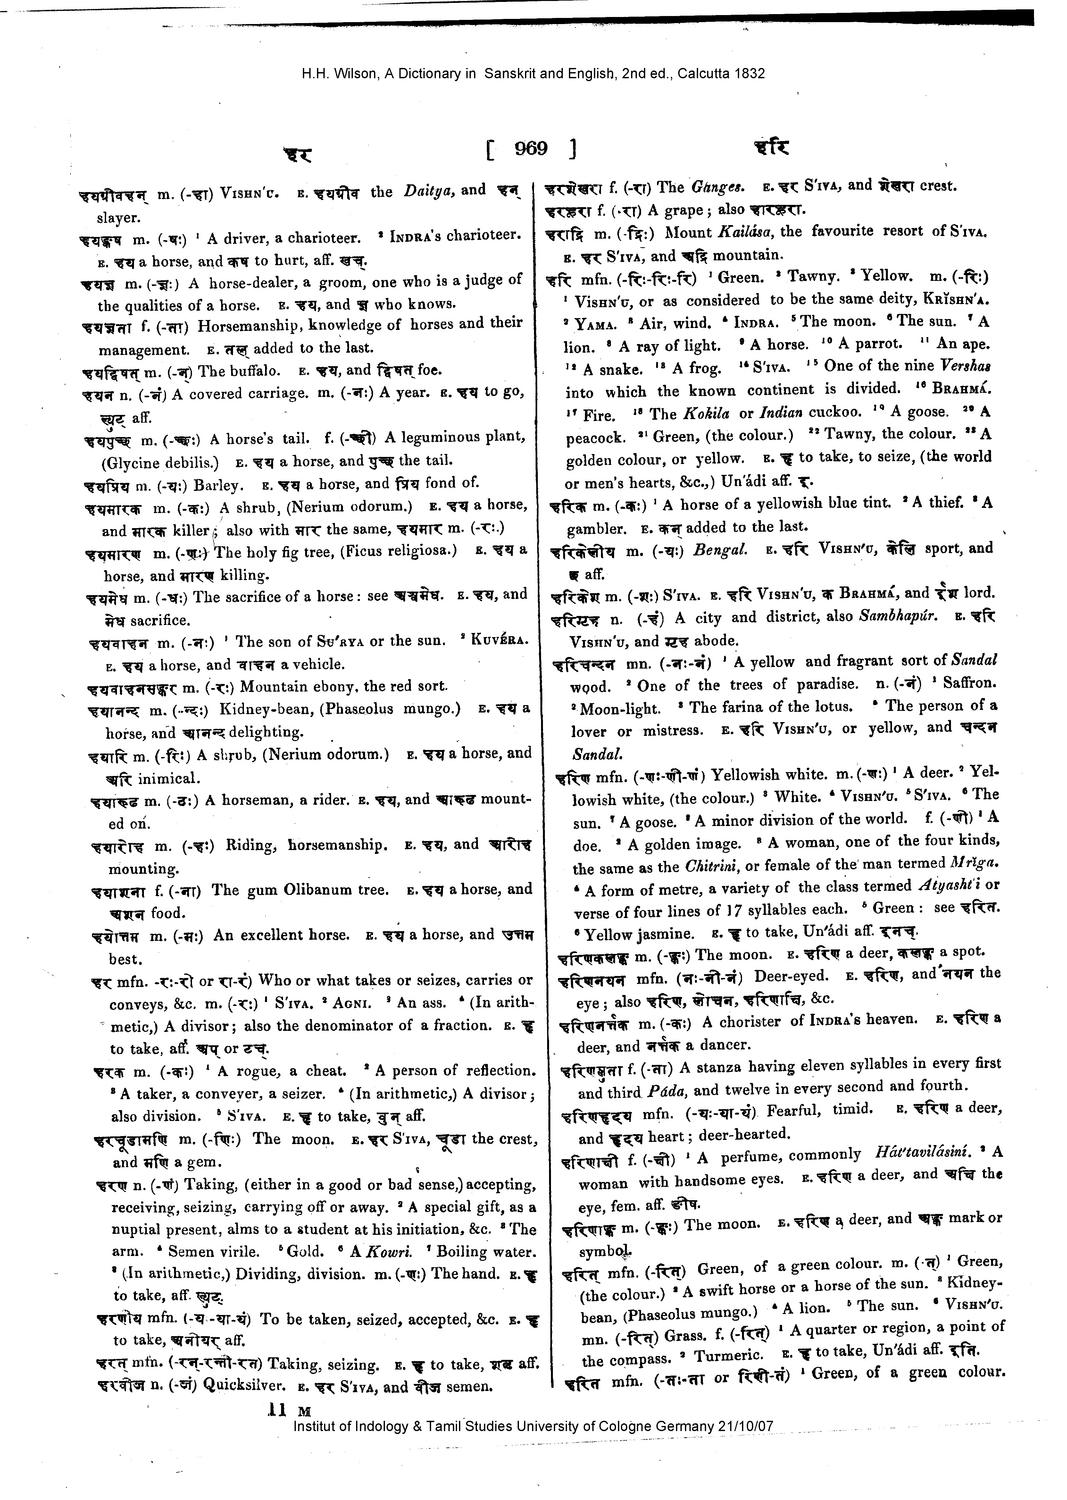 H.H. Wilson, A Dictionary in Sanskrit and English, 2nd ed., Calcutta 1832
हर [ 969 ] हरि
हयग्रीवहन् m. (-हा) VISHN'U. E. हयग्रीव the Daitya, and हन्
slayer.
हयङ्कष m. (-षः) ¹ A driver, a charioteer. ² INDRA'S charioteer.
E. हय a horse, and कष to hurt, aff. खच्.
हयज्ञ m. (-ज्ञः) A horse-dealer, a groom, one who is a judge of
the qualities of a horse. E. हय, and ज्ञ who knows.
हयज्ञता f. (-ता) Horsemanship, knowledge of horses and their
management. E. तल् added to the last.
हयद्विषत् m. (-न्) The buffalo. E. हय, and द्विषत् foe.
हयन n. (-नं) A covered carriage. m. (-नः) A year. E. हय to go,
ल्युट् aff.
हयपुच्छ m. (-च्छः) A horse's tail. f. (-च्छी) A leguminous plant,
(Glycine debilis.) E. हय a horse, and पुच्छ the tail.
हयप्रिय m. (-यः) Barley. E. हय a horse, and प्रिय fond of.
हयमारक m. (-कः) A shrub, (Nerium odorum.) E. हय a horse,
and मारक killer; also with मार the same, हयमार m. (-रः.)
हयमारण m. (-णः) The holy fig tree, (Ficus religiosa.) E. हय a
horse, and मारण killing.
हयमेध m. (-धः) The sacrifice of a horse: see अश्वमेध. E. हय, and
मेध sacrifice.
हयवाहन m. (-नः) ¹ The son of SU'RYA or the sun. ² KUVÉRA.
E. हय a horse, and वाहन a vehicle.
हयवाहनसङ्कर m. (-रः) Mountain ebony, the red sort.
हयानन्द m. (-न्दः) Kidney-bean, (Phaseolus mungo.) E. हय a
horse, and आनन्द delighting.
हयारि m. (-रिः) A shrub, (Nerium odorum.) E. हय a horse, and
अरि inimical.
हयारूढ m. (-ढः) A horseman, a rider. E. हय, and आरूढ mount-
ed on.
हयारोह m. (-हः) Riding, horsemanship. E. हय, and आरोह
mounting.
हयाशना f. (-ना) The gum Olibanum tree. E. हय a horse, and
अशन food.
हयोत्तम m. (-मः) An excellent horse. E. हय a horse, and उत्तम
best.
हर mfn. -रः-रो or रा-रं) Who or what takes or seizes, carries or
conveys, &c. m. (-रः) ¹ S'IVA. ² AGNI. ³ An ass. ⁴ (In arith-
metic,) A divisor; also the denominator of a fraction. E. हृ
to take, aff. अप् or टच्.
हरक m. (-कः) ¹ A rogue, a cheat. ² A person of reflection.
³ A taker, a conveyer, a seizer. ⁴ (In arithmetic,) A divisor;
also division. ⁵ S'IVA. E. हृ to take, वुन् aff.
हरचूडामणि m. (-णिः) The moon. E. हर S'IVA, चूडा the crest,
and मणि a gem.
हरण n. (-णं) Taking, (either in a good or bad sense,) accepting,
receiving, seizing, carrying off or away. ² A special gift, as a
nuptial present, alms to a student at his initiation, &c. ³ The
arm. ⁴ Semen virile. ⁵ Gold. ⁶ A Kowri. ⁷ Boiling water.
⁸ (In arithmetic,) Dividing, division. m. (-णः) The hand. E. हृ
to take, aff. ल्युट्.
हरणीय mfn. (-य -या-यं) To be taken, seized, accepted, &c. E. हृ
to take, अनीयर् aff.
हरत् mfn. (-रन्-रन्ती-रत्) Taking, seizing. E. हृ to take, शतृ aff.
हरवीज n. (-जं) Quicksilver. E. हर S'IVA, and वीज semen.
11 M
हरशेखरा f. (-रा) The Ganges. E. हर S'IVA, and शेखरा crest.
हरहूरा f. (-रा) A grape; also हारहूरा.
हराद्रि m. (-द्रिः) Mount Kailása, the favourite resort of S'IVA.
E. हर S'IVA, and अद्रि mountain.
हरि mfn. (-रिः-रिः-रि) ¹ Green. ² Tawny. ³ Yellow. m. (-रिः)
¹ VISHN'U, or as considered to be the same deity, KRĬSHN'A.
² YAMA. ³ Air, wind. ⁴ INDRA. ⁵ The moon. ⁶ The sun. ⁷ A
lion. ⁸ A ray of light. ⁹ A horse. ¹⁰ A parrot. ¹¹ An ape.
¹² A snake. ¹³ A frog. ¹⁴ S'IVA. ¹⁵ One of the nine Vershas
into which the known continent is divided. ¹⁶ BRAHMÁ.
¹⁷ Fire. ¹⁸ The Kokila or Indian cuckoo. ¹⁹ A goose. ²⁰ A
peacock. ²¹ Green, (the colour.) ²² Tawny, the colour. ²³ A
golden colour, or yellow. E. हृ to take, to seize, (the world
or men's hearts, &c.,) Un'ádi aff. इ.
हरिक m. (-कः) ¹ A horse of a yellowish blue tint. ² A thief. ³ A
gambler. E. कन् added to the last.
हरिकेलीय m. (-यः) Bengal. E. हरि VISHN'U, केलि sport, and
छ aff.
हरिकेश m. (-शः) S'IVA. E. हरि VISHN'U, क BRAHMÁ, and ईश lord.
हरिगृह n. (-हं) A city and district, also Sambhapúr. E. हरि
VISHN'U, and गृह abode.
हरिचन्दन mn. (-नः-नं) ¹ A yellow and fragrant sort of Sandal
wood. ² One of the trees of paradise. n. (-नं) ¹ Saffron.
² Moon-light. ³ The farina of the lotus. ⁴ The person of a
lover or mistress. E. हरि VISHN'U, or yellow, and चन्दन
Sandal.
हरिण mfn. (-णः-णी-णं) Yellowish white. m. (-णः) ¹ A deer. ² Yel-
lowish white, (the colour.) ³ White. ⁴ VISHN'U. ⁵ S'IVA. ⁶ The
sun. ⁷ A goose. ⁸ A minor division of the world. f. (-णी) ¹ A
doe. ² A golden image. ³ A woman, one of the four kinds,
the same as the Chitriní, or female of the man termed Mrĭga.
⁴ A form of metre, a variety of the class termed Atyasht'i or
verse of four lines of 17 syllables each. ⁵ Green: see हरित.
⁶ Yellow jasmine. E. हृ to take, Un'ádi aff. इनच्.
हरिणकलङ्क m. (-ङ्कः) The moon. E. हरिण a deer, कलङ्क a spot.
हरिणनयन mfn. (नः-नी-नं) Deer-eyed. E. हरिण, and नयन the
eye; also हरिण, लोचन, हरिणाक्षि, &c.
हरिणनर्त्तक m. (-कः) A chorister of INDRA'S heaven. E. हरिण a
deer, and नर्त्तक a dancer.
हरिणप्लुता f. (-ता) A stanza having eleven syllables in every first
and third Páda, and twelve in every second and fourth.
हरिणहृदय mfn. (-यः-या-यं) Fearful, timid. E. हरिण a deer,
and हृदय heart; deer-hearted.
हरिणाक्षी f. (-क्षी) ¹ A perfume, commonly Hát'tavilásiní. ² A
woman with handsome eyes. E. हरिण a deer, and अक्षि the
eye, fem. aff. ङीष.
हरिणाङ्क m. (-ङ्कः) The moon. E. हरिण a deer, and अङ्क mark or
symbol.
हरित् mfn. (-रित्) Green, of a green colour. m. (-त्) ¹ Green,
(the colour.) ² A swift horse or a horse of the sun. ³ Kidney-
bean, (Phaseolus mungo.) ⁴ A lion. ⁵ The sun. ⁶ VISHN'U.
mn. (-रित्) Grass. f. (-रित्) ¹ A quarter or region, a point of
the compass. ² Turmeric. E. हृ to take, Un'ádi aff. इति.
हरित mfn. (-तः-ता or रिणी-तं) ¹ Green, of a green colour.
Institut of Indology & Tamil Studies University of Cologne Germany 21/10/07